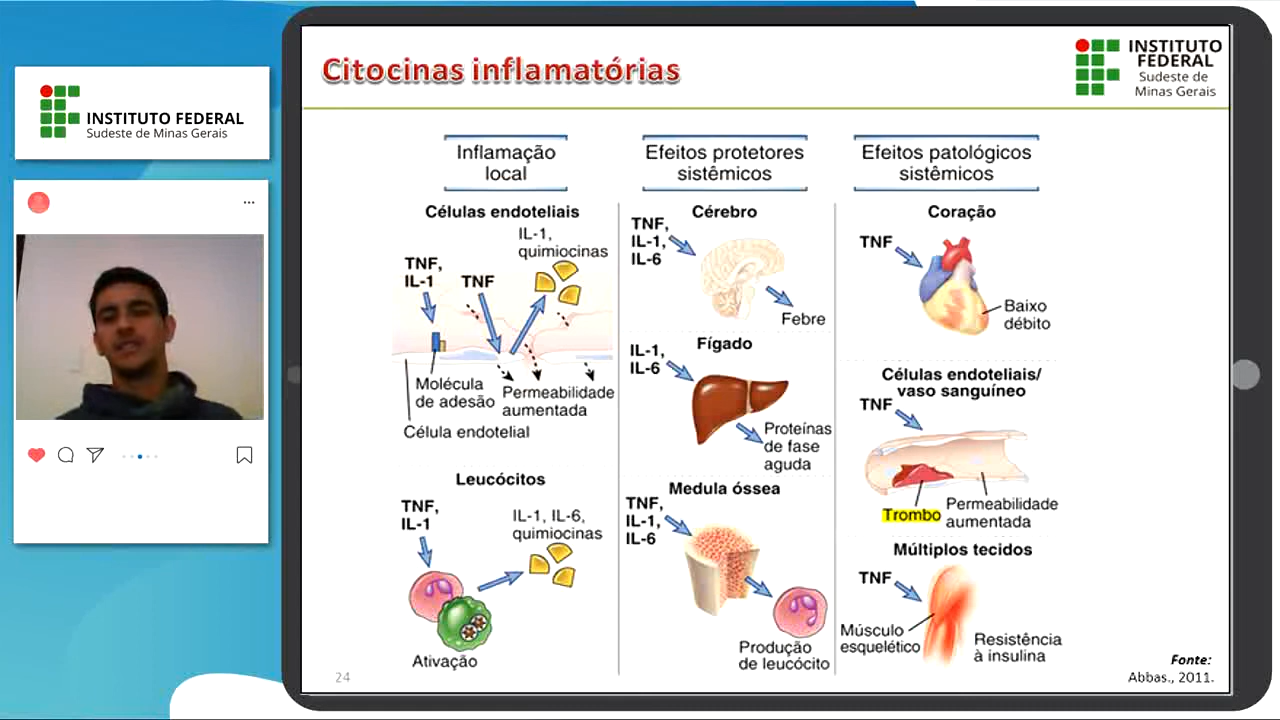 INSTITUTO FEDERAL
Sudeste de Minas Gerais
...
Citocinas inflamatórias
INSTITUTO
FEDERAL
Sudeste de
Minas Gerais
Inflamação
local
Células endoteliais
IL-1,
quimiocinas
TNF,
IL-1
TNF
Molécula
de adesão
Permeabilidade
aumentada
Célula endotelial
Leucócitos
TNF,
IL-1
IL-1, IL-6,
quimiocinas
Ativação
Efeitos protetores
sistêmicos
Cérebro
TNF,
IL-1,
IL-6
Febre
Fígado
IL-1,
IL-6
Proteínas
de fase
aguda
Medula óssea
TNF,
IL-1,
IL-6
Produção
de leucócito
Efeitos patológicos
sistêmicos
Coração
TNF
Baixo
débito
Células endoteliais/
vaso sanguíneo
TNF
Trombo
Permeabilidade
aumentada
Múltiplos tecidos
TNF
Músculo
esquelético
Resistência
à insulina
Fonte:
Abbas., 2011.
24